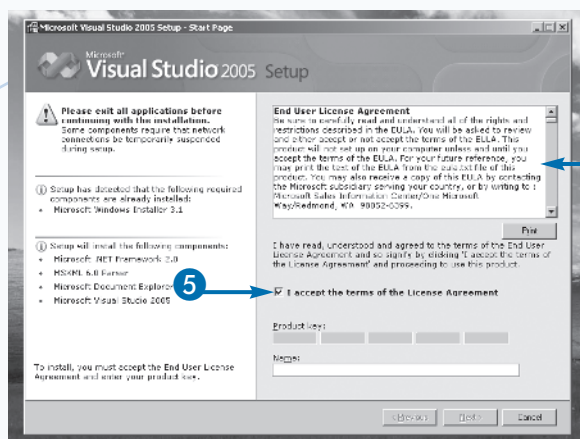 Microsoft Visual Studio 2005 Setup - Start Page
Microsoft
Visual Studio 2005 Setup
Please exit all applications before
continuing with the installation.
Some components require that network
connections be temporarily suspended
during setup.
Setup has detected that the following required
components are already installed:
Microsoft Windows Installer 3.1
Setup will install the following components:
Microsoft .NET Framework 2.0
MSXML 6.0 Parser
Microsoft Document Explorer
Microsoft Visual Studio 2005
To install, you must accept the End User License
Agreement and enter your product key.
End User License Agreement
Be sure to carefully read and understand all of the rights and
restrictions described in the EULA. You will be asked to review
and either accept or not accept the terms of the EULA. This
product will not set up on your computer unless and until you
accept the terms of the EULA. For your future reference, you
may print the text of the EULA from the eula.txt file of this
product. You may also receive a copy of this EULA by contacting
the Microsoft subsidiary serving your country, or by writing to :
Microsoft Sales Information Center/One Microsoft
Way/Redmond, WA 98052-6399.
Print
I have read, understood and agreed to the terms of the End User
License Agreement and so signify by clicking 'I accept the terms of
the License Agreement' and proceeding to use this product.
5
I accept the terms of the License Agreement
Product key:
Name:
<Previous
Next>
Cancel